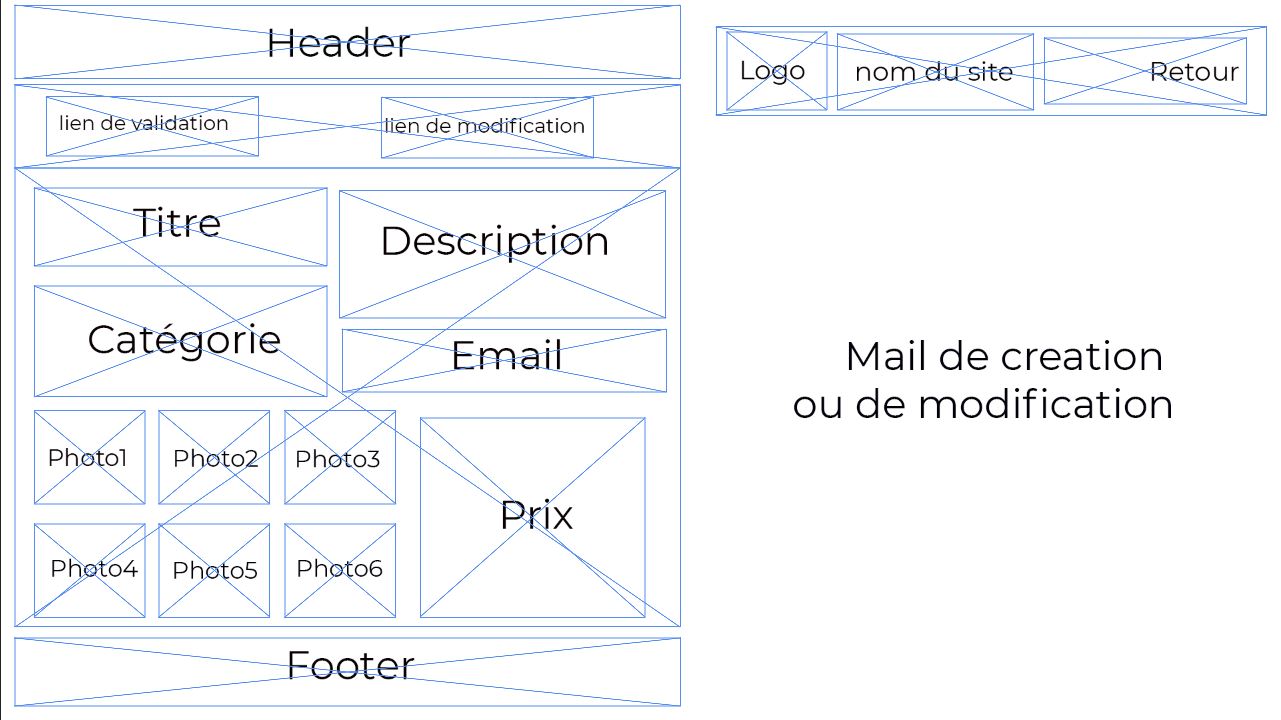 Header
lien de validation
lien de modification
Titre
Description
Catégorie
Email
Photo1
Photo2
Photo3
Prix
Photo4
Photo5
Photo6
Footer
Logo
nom du site
Retour
Mail de creation
ou de modification